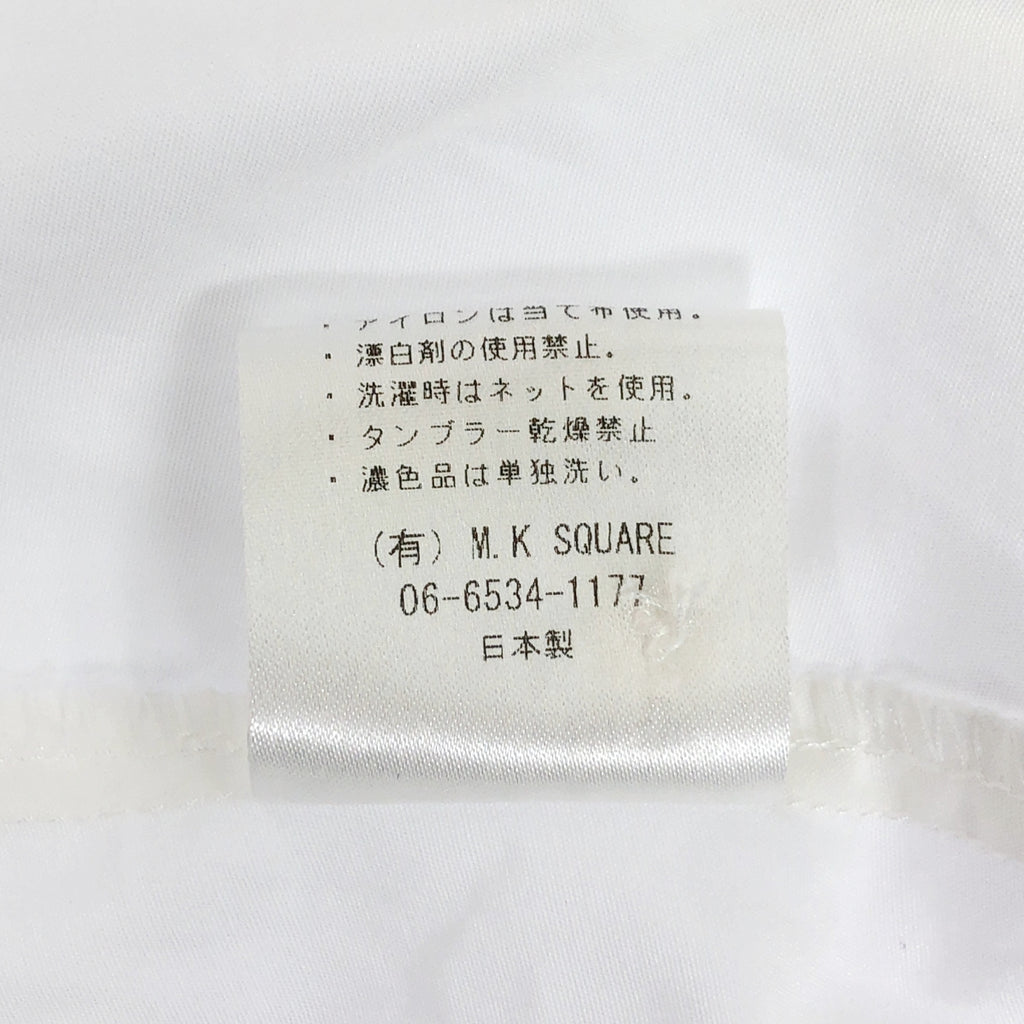 ・アイロンは当て布使用。
・漂白剤の使用禁止。
・洗濯時はネットを使用。
・タンブラー乾燥禁止
・濃色品は単独洗い。
(有) M.K SQUARE
06-6534-1177
日本製